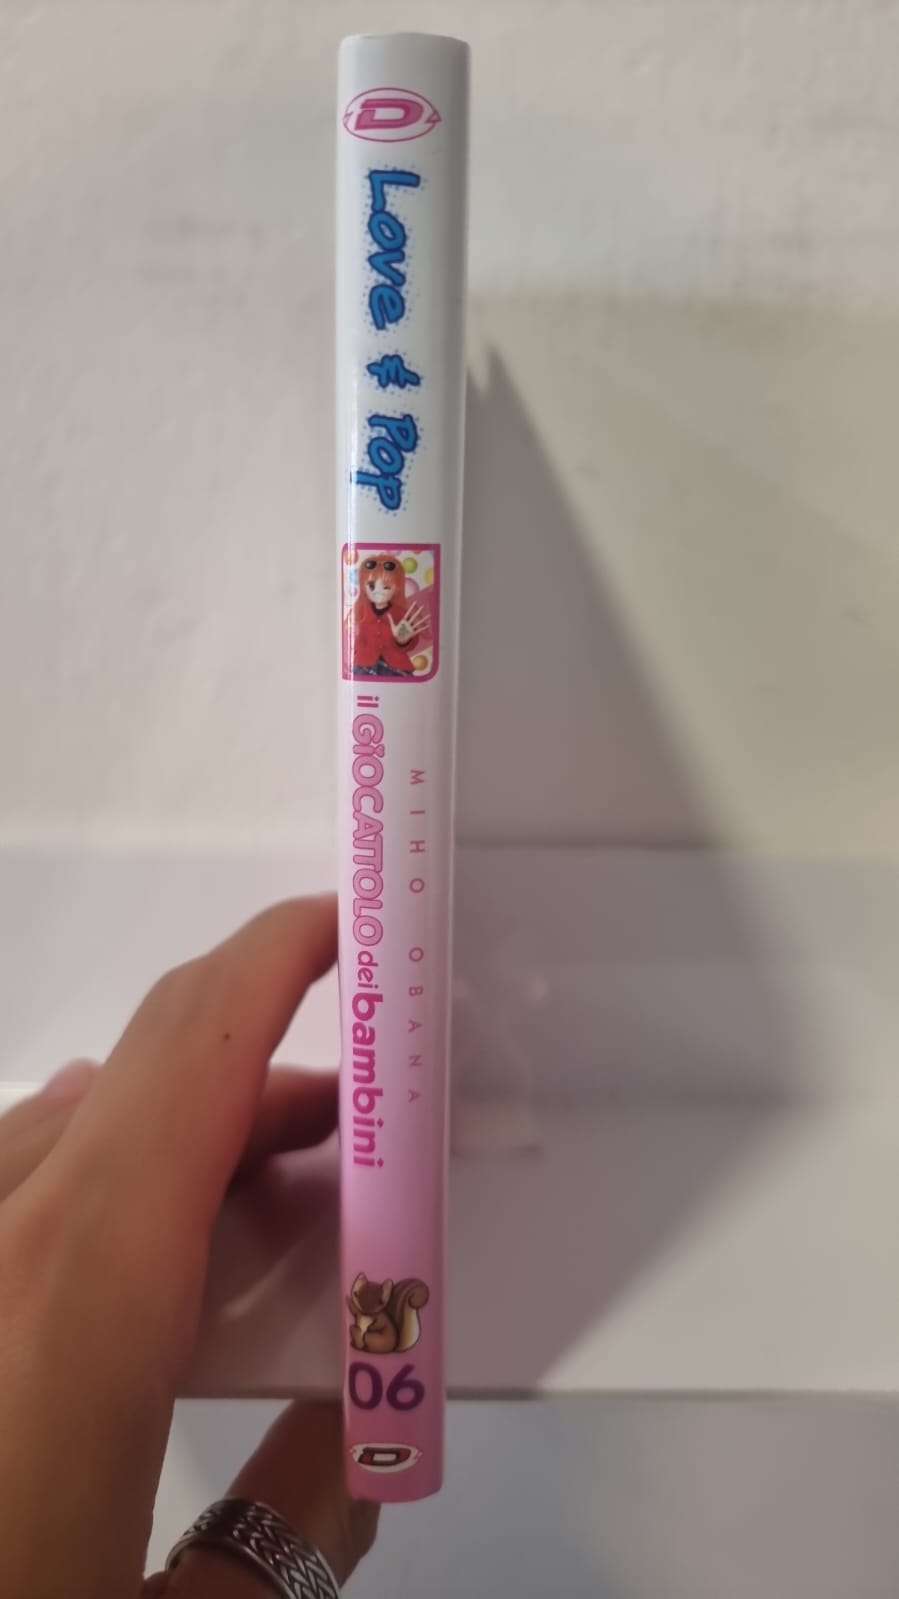 D
Love & Pop
MIHO OBANA
il GIOCATTOLO dei bambini
06
D